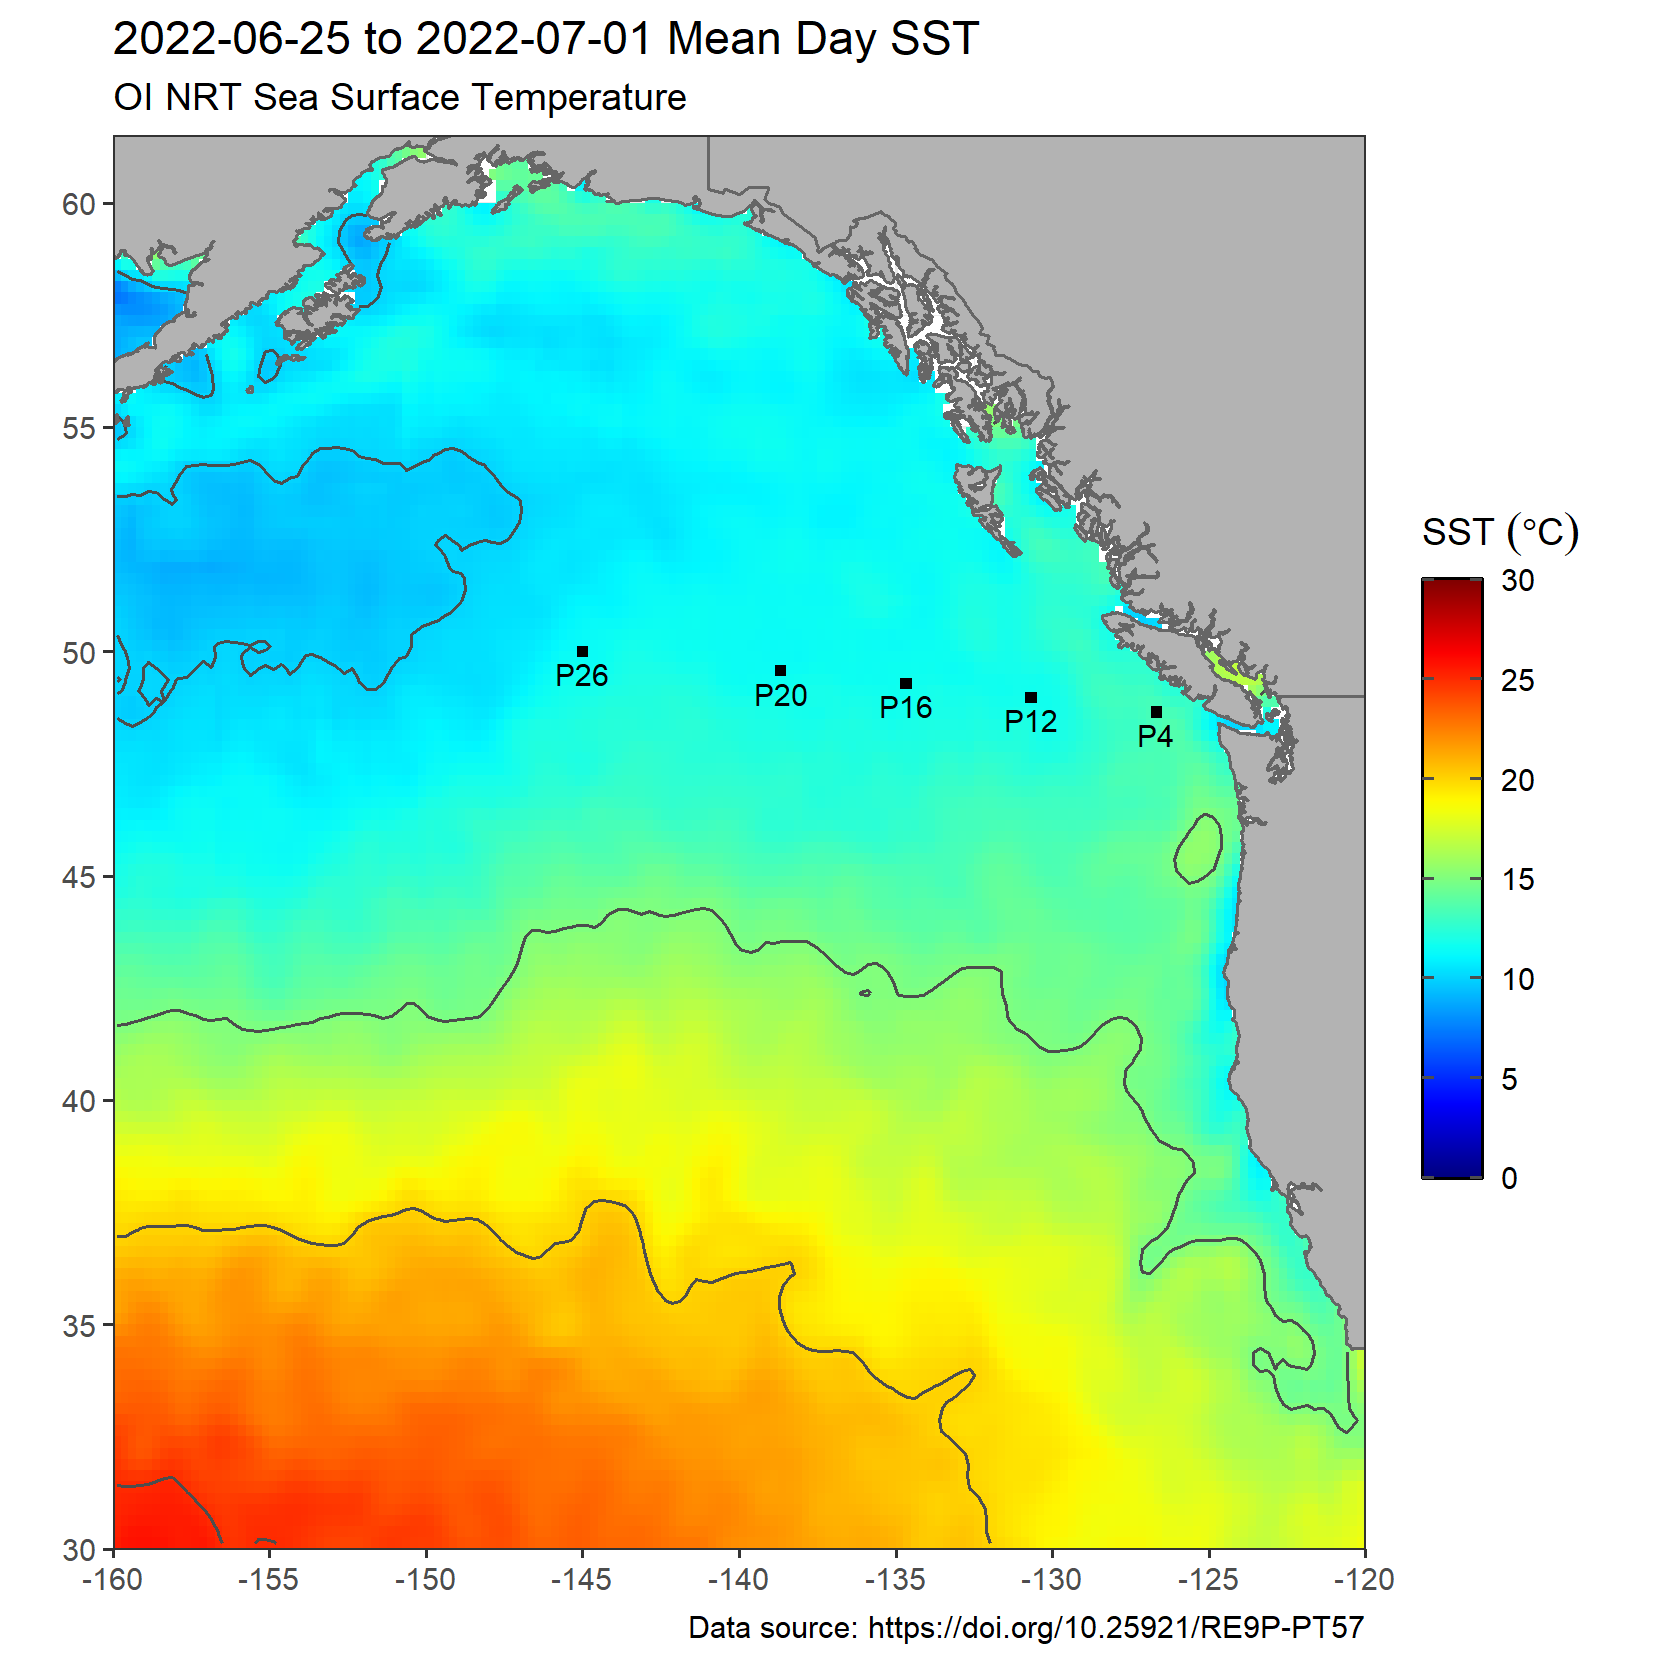 2022-06-25 to 2022-07-01 Mean Day SST
OI NRT Sea Surface Temperature
60
55
50
45
40
35
30
P26
P20
P16
P12
P4
-160
-155
-150
-145
-140
-135
-130
-125
-120
SST (°C)
30
25
20
15
10
5
0
Data source: https://doi.org/10.25921/RE9P-PT57